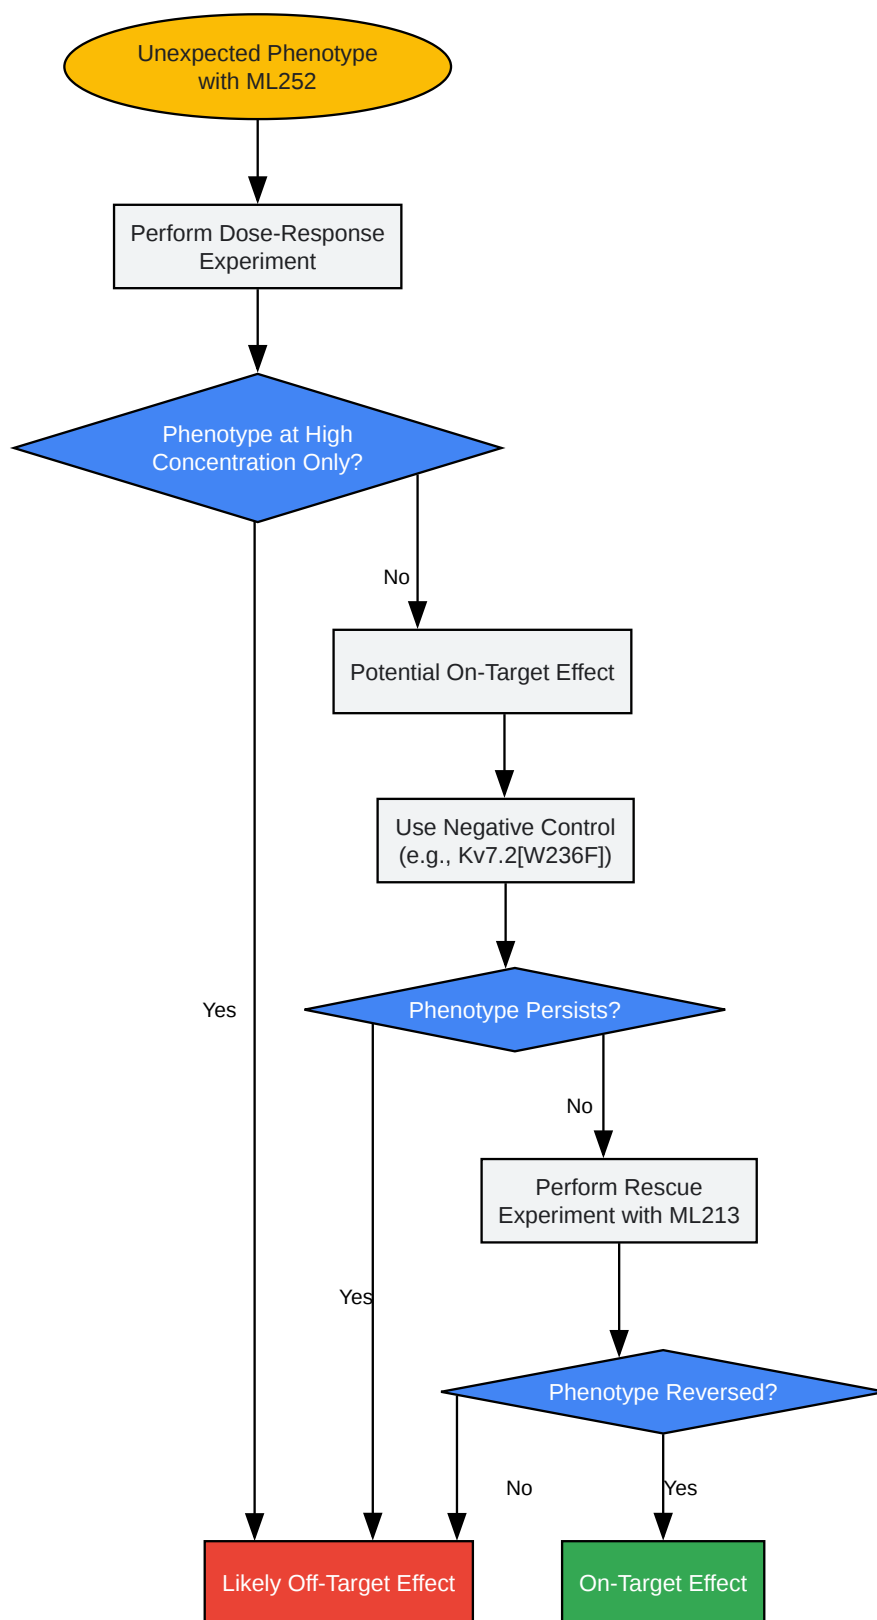 Unexpected Phenotype
with ML252
Perform Dose-Response
Experiment
Phenotype at High
Concentration Only?
No
Potential On-Target Effect
Use Negative Control
(e.g., Kv7.2[W236F])
Yes
Phenotype Persists?
No
Perform Rescue
Experiment with ML213
Yes
Phenotype Reversed?
No
Yes
Likely Off-Target Effect
On-Target Effect